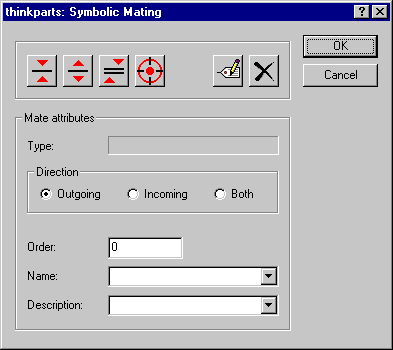 thinkparts: Symbolic Mating
OK
Cancel
Mate attributes
Type:
Direction
Outgoing Incoming Both
Order: 0
Name:
Description: